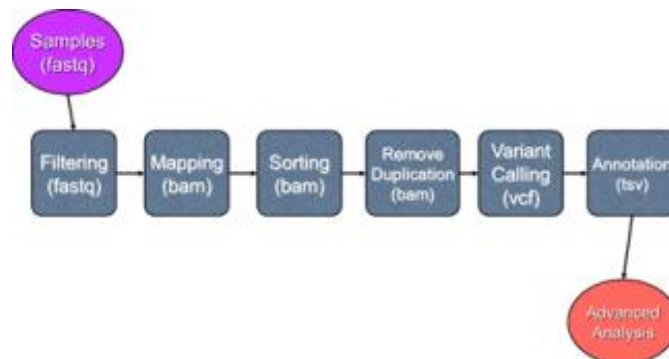 Samples
(fastq)
Filtering
(fastq)
Mapping
(bam)
Sorting
(bam)
Remove
Duplication
(bam)
Variant
Calling
(vcf)
Annotation
(tsv)
Advanced
Analysis